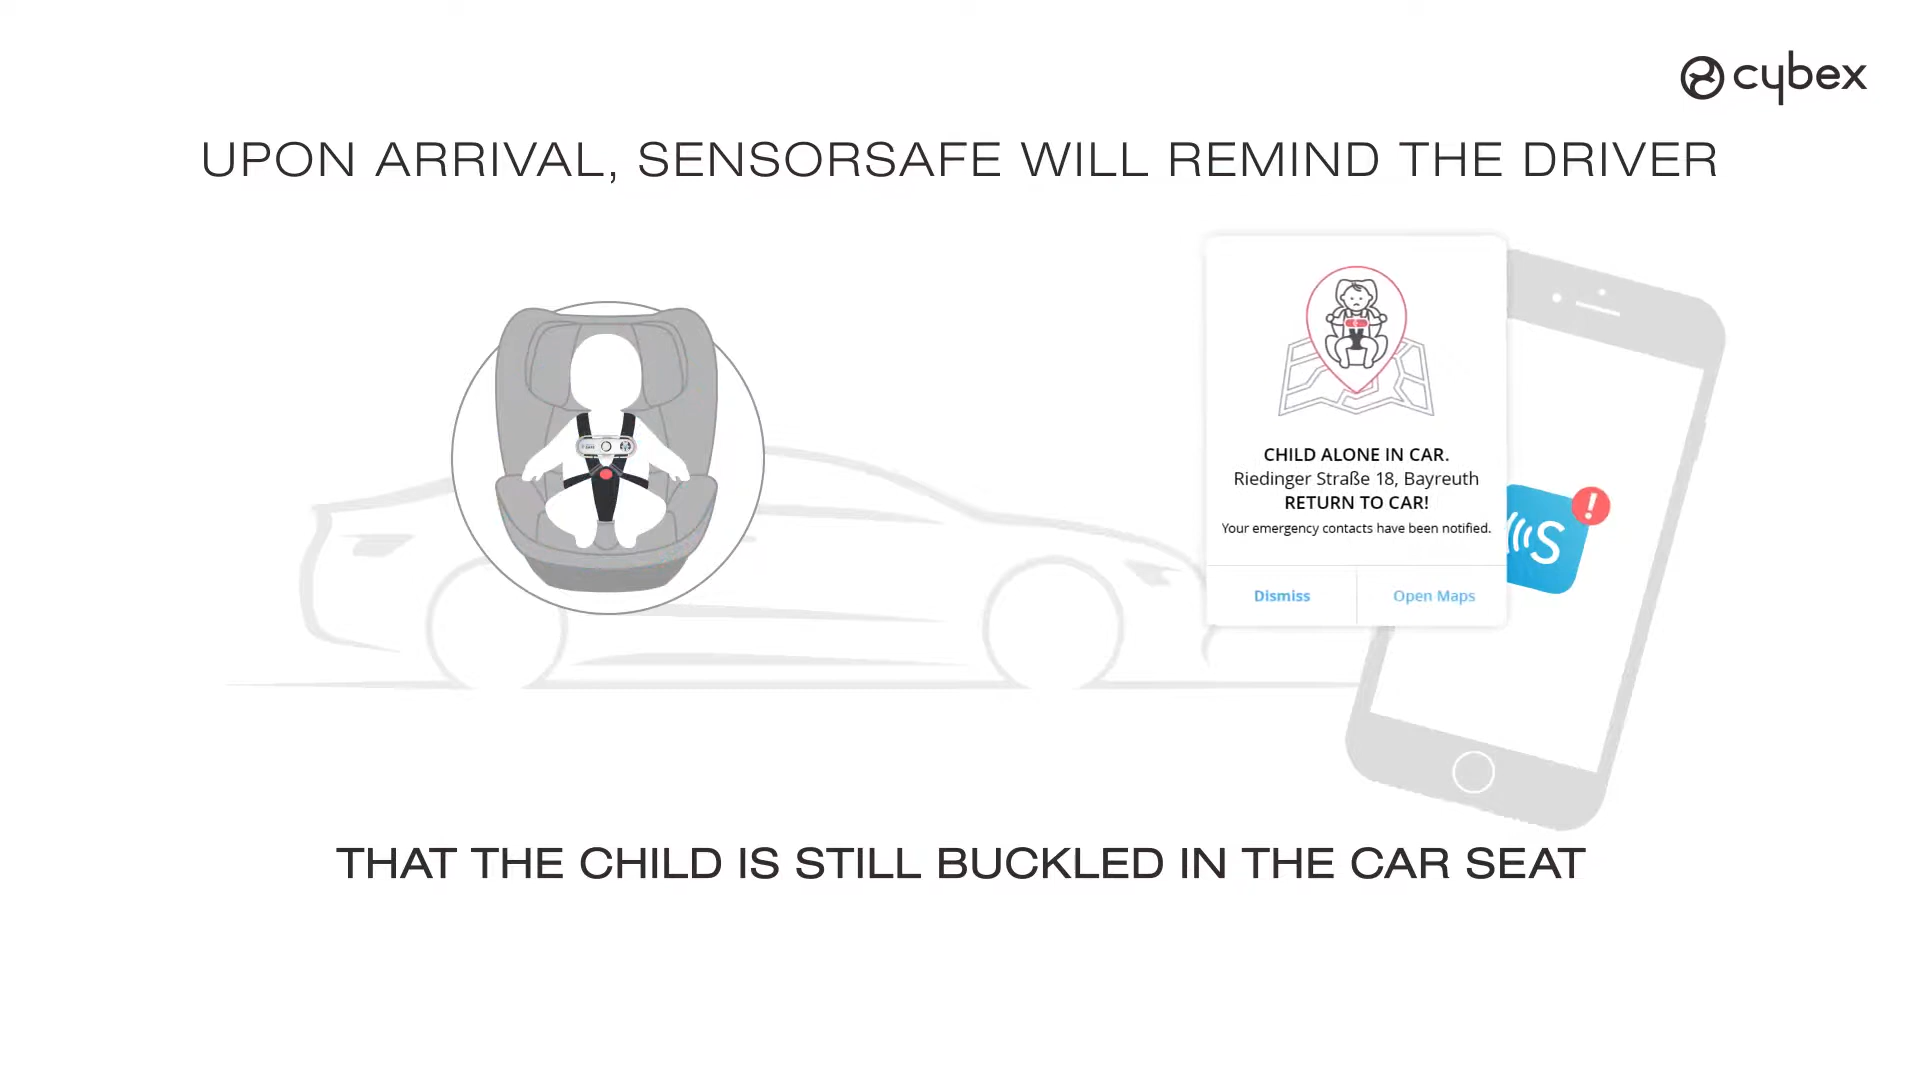 cybex
UPON ARRIVAL, SENSORSAFE WILL REMIND THE DRIVER
CHILD ALONE IN CAR.
Riedinger Straße 18, Bayreuth
RETURN TO CAR!
Your emergency contacts have been notified.
Dismiss
Open Maps
S
!
THAT THE CHILD IS STILL BUCKLED IN THE CAR SEAT